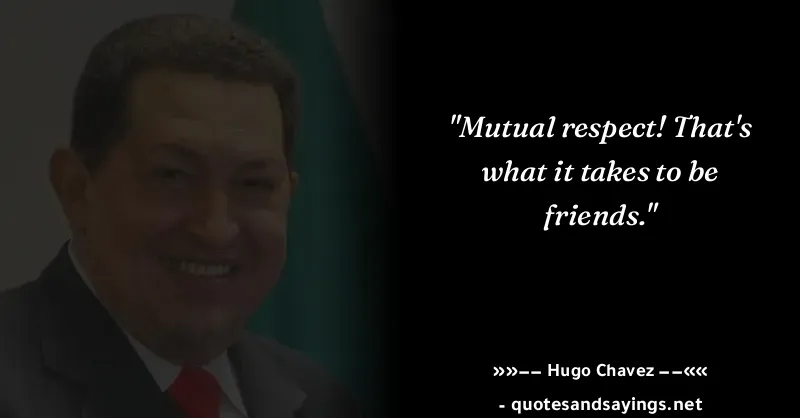 "Mutual respect! That's
what it takes to be
friends."
»»–– Hugo Chavez ––««
- quotesandsayings.net